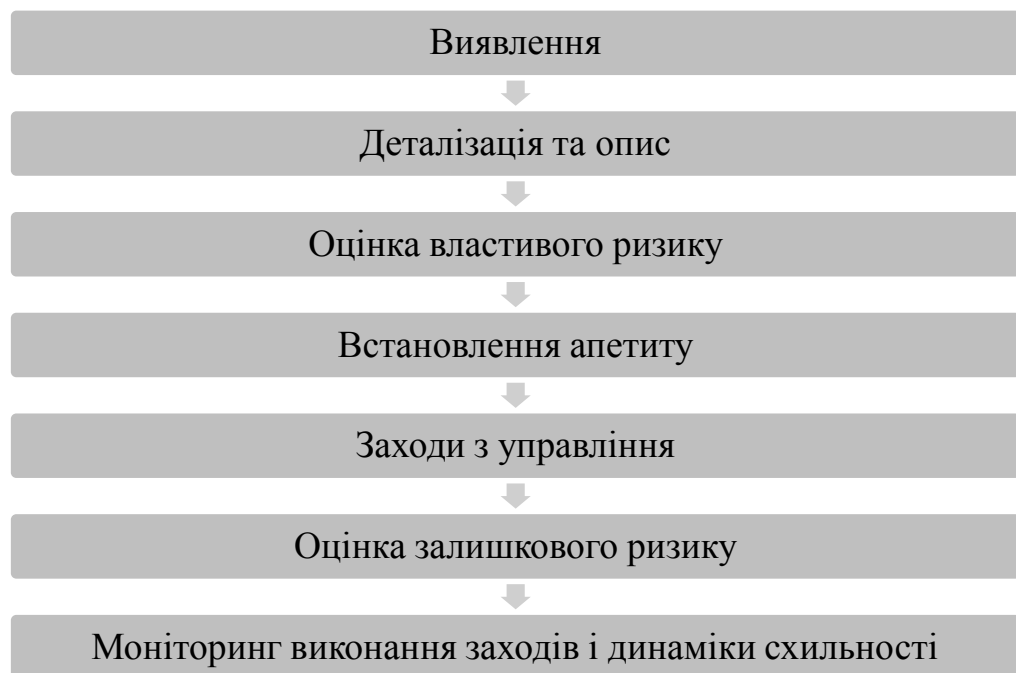 Виявлення
Деталізація та опис
Оцінка властивого ризику
Встановлення апетиту
Заходи з управління
Оцінка залишкового ризику
Моніторинг виконання заходів і динаміки схильності